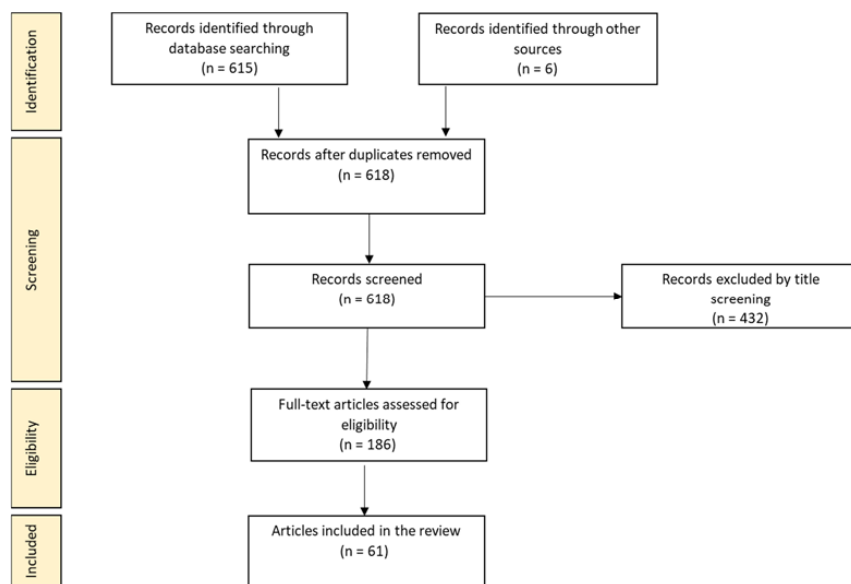 Identification
Records identified through
database searching
(n = 615)
Records identified through other
sources
(n = 6)
Screening
Records after duplicates removed
(n = 618)
Records screened
(n = 618)
Records excluded by title
screening
(n = 432)
Eligibility
Full-text articles assessed for
eligibility
(n = 186)
Included
Articles included in the review
(n = 61)